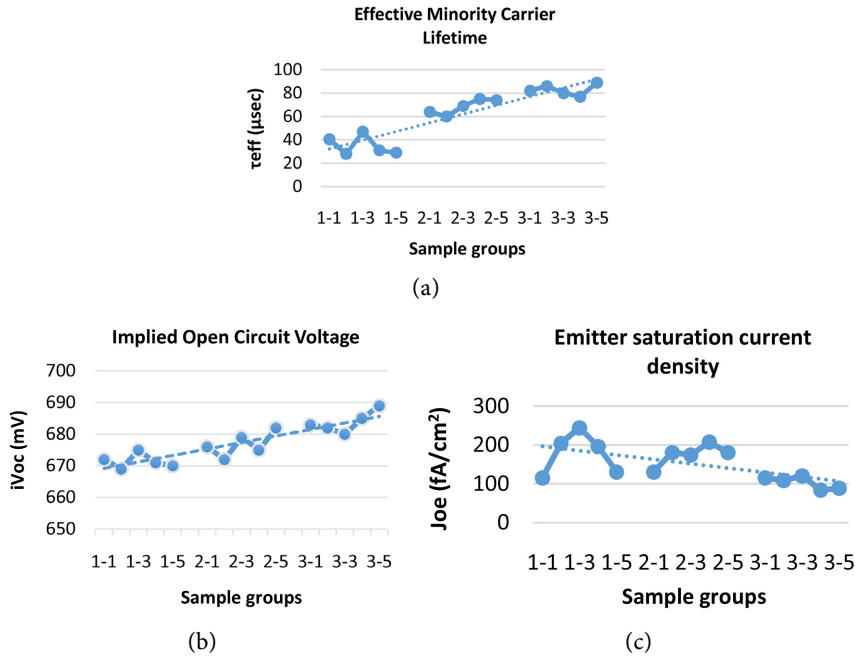 Effective Minority Carrier
Lifetime
100
80
60
40
20
0
τeff (μsec)
1-1 1-3 1-5 2-1 2-3 2-5 3-1 3-3 3-5
Sample groups
(a)
Implied Open Circuit Voltage
700
690
680
670
660
650
iVoc (mV)
1-1 1-3 1-5 2-1 2-3 2-5 3-1 3-3 3-5
Sample groups
(b)
Emitter saturation current
density
300
200
100
0
Joe (fA/cm²)
1-1 1-3 1-5 2-1 2-3 2-5 3-1 3-3 3-5
Sample groups
(c)